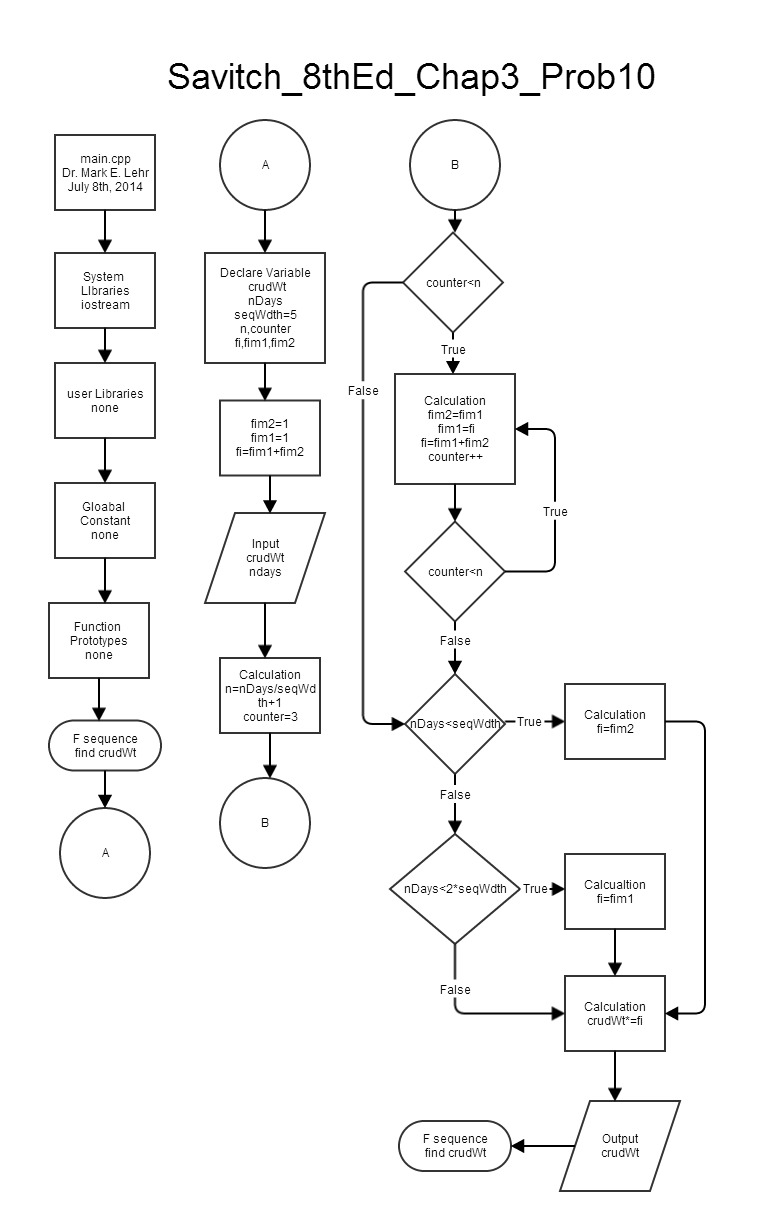 Savitch_8thEd_Chap3_Prob10
main.cpp
Dr. Mark E. Lehr
July 8th, 2014
System
LIbraries
iostream
user Libraries
none
Gloabal
Constant
none
Function
Prototypes
none
F sequence
find crudWt
A
A
Declare Variable
crudWt
nDays
seqWdth=5
n,counter
fi,fim1,fim2
fim2=1
fim1=1
fi=fim1+fim2
Input
crudWt
ndays
Calculation
n=nDays/seqWd
th+1
counter=3
B
B
counter<n
True
False
Calculation
fim2=fim1
fim1=fi
fi=fim1+fim2
counter++
True
counter<n
False
nDays<seqWdth
True
Calculation
fi=fim2
False
nDays<2*seqWdth
True
Calcualtion
fi=fim1
False
Calculation
crudWt*=fi
Output
crudWt
F sequence
find crudWt